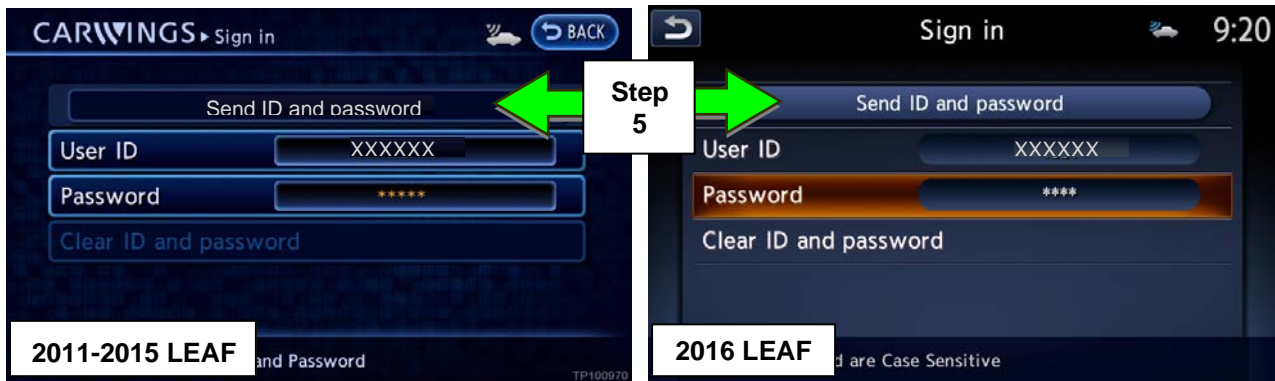 CARWINGS ▸ Sign in
BACK
Send ID and password
User ID XXXXXX
Password *****
Clear ID and password
2011-2015 LEAF
and Password
TP100970
Step
5
Sign in 9:20
Send ID and password
User ID XXXXXX
Password ****
Clear ID and password
2016 LEAF
are Case Sensitive